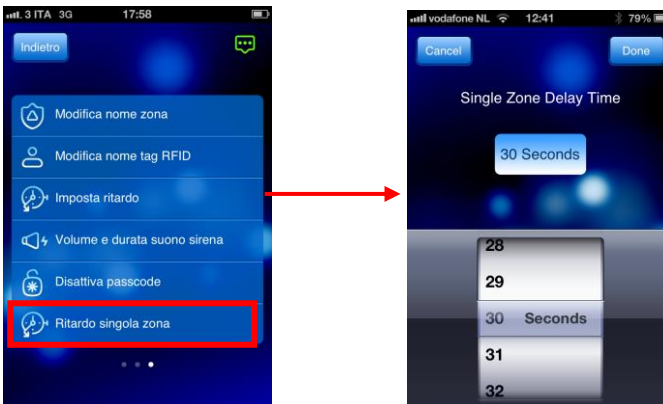 3 ITA 3G 17:58
Indietro
Modifica nome zona
Modifica nome tag RFID
Imposta ritardo
Volume e durata suono sirena
Disattiva passcode
Ritardo singola zona
vodafone NL 12:41 79%
Cancel Done
Single Zone Delay Time
30 Seconds
28
29
30 Seconds
31
32